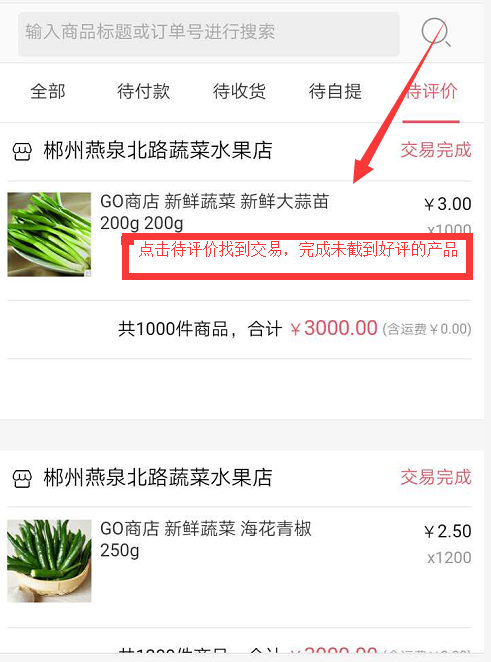 输入商品标题或订单号进行搜索
全部 待付款 待收货 待自提 待评价
郴州燕泉北路蔬菜水果店 交易完成
GO商店 新鲜蔬菜 新鲜大蒜苗 ￥3.00
200g 200g x1000
点击待评价找到交易，完成未截到好评的产品
共1000件商品，合计 ￥3000.00 (含运费￥0.00)
郴州燕泉北路蔬菜水果店 交易完成
GO商店 新鲜蔬菜 海花青椒 ￥2.50
250g x1200